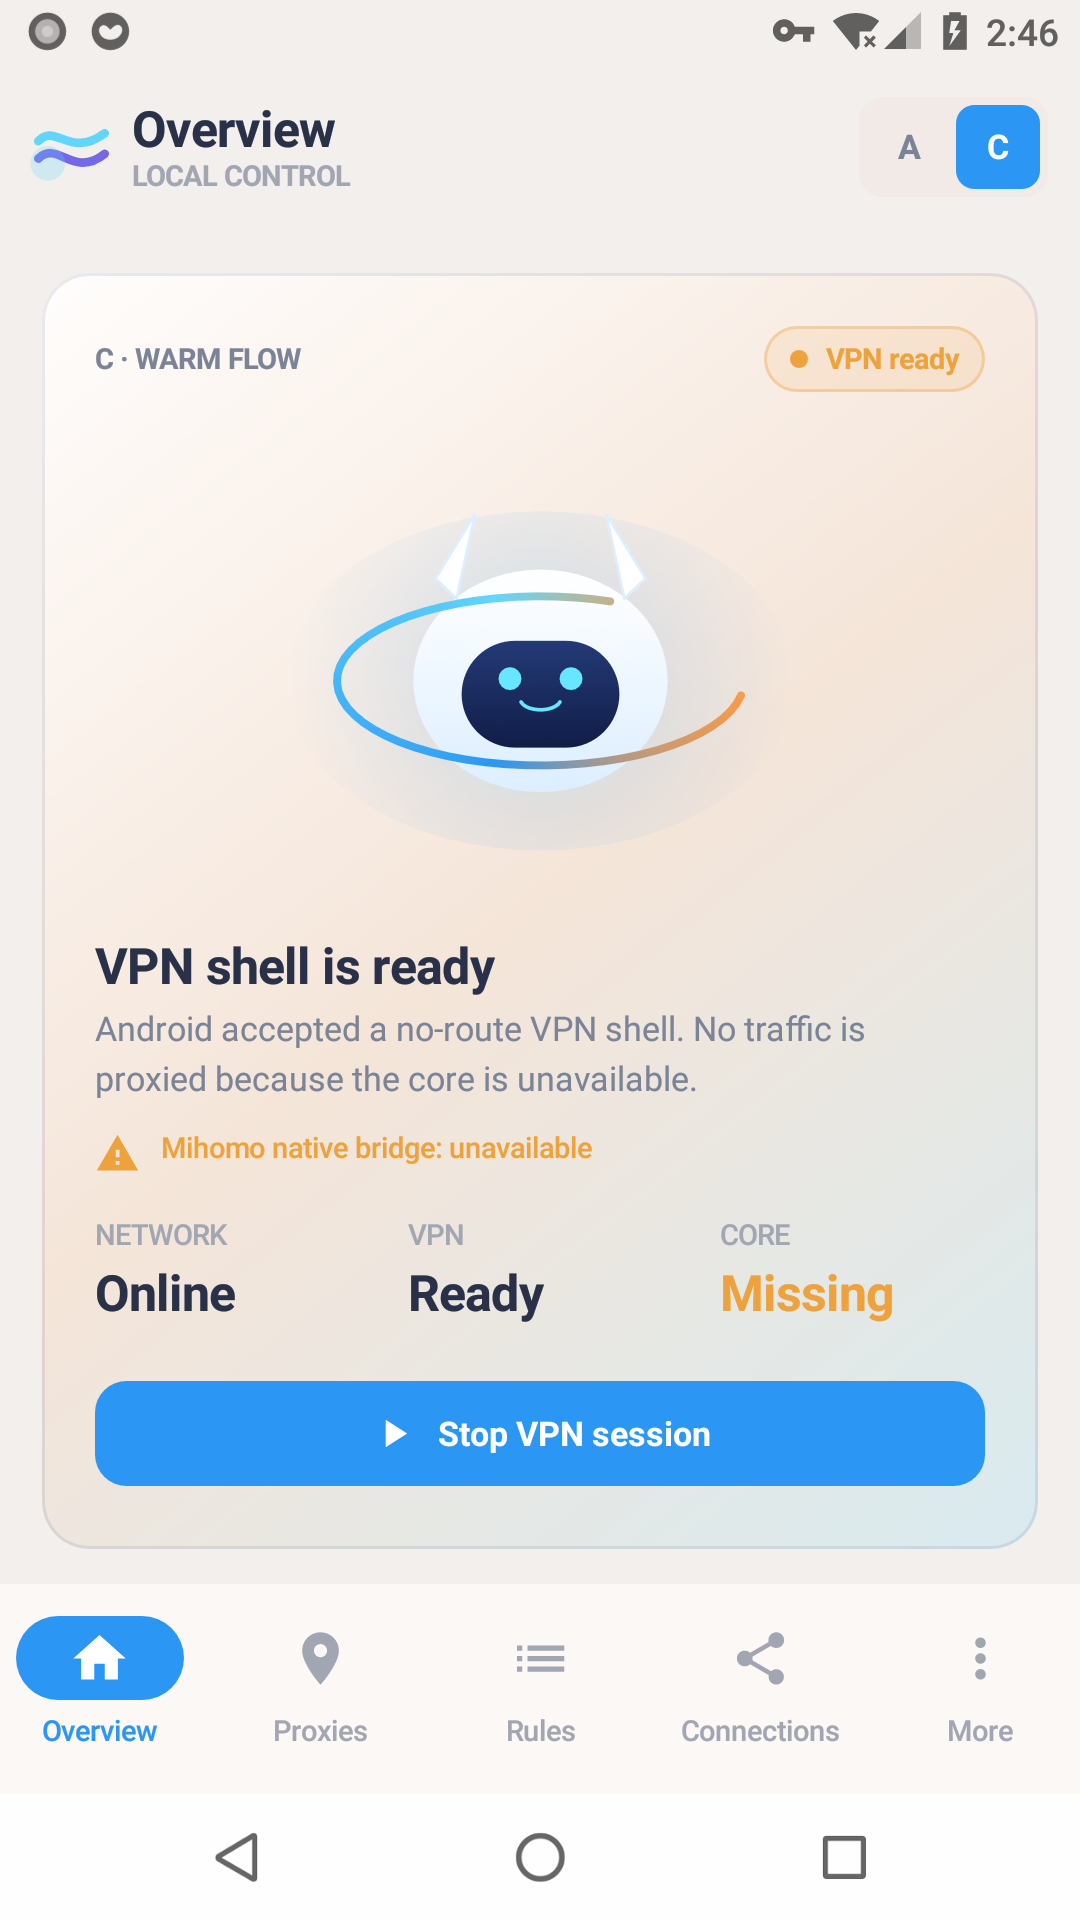 2:46
Overview
LOCAL CONTROL
A
C
C · WARM FLOW
VPN ready
VPN shell is ready
Android accepted a no-route VPN shell. No traffic is
proxied because the core is unavailable.
Mihomo native bridge: unavailable
NETWORK
VPN
CORE
Online
Ready
Missing
Stop VPN session
Overview
Proxies
Rules
Connections
More